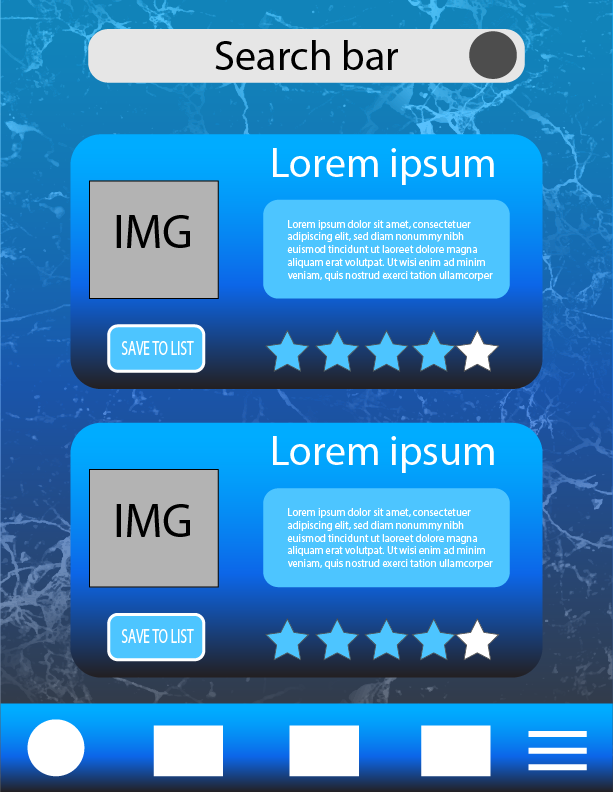 Search bar
Lorem ipsum
IMG
Lorem ipsum dolor sit amet, consectetuer
adipiscing elit, sed diam nonummy nibh
euismod tincidunt ut laoreet dolore magna
aliquam erat volutpat. Ut wisi enim ad minim
veniam, quis nostrud exerci tation ullamcorper
SAVE TO LIST
Lorem ipsum
IMG
Lorem ipsum dolor sit amet, consectetuer
adipiscing elit, sed diam nonummy nibh
euismod tincidunt ut laoreet dolore magna
aliquam erat volutpat. Ut wisi enim ad minim
veniam, quis nostrud exerci tation ullamcorper
SAVE TO LIST